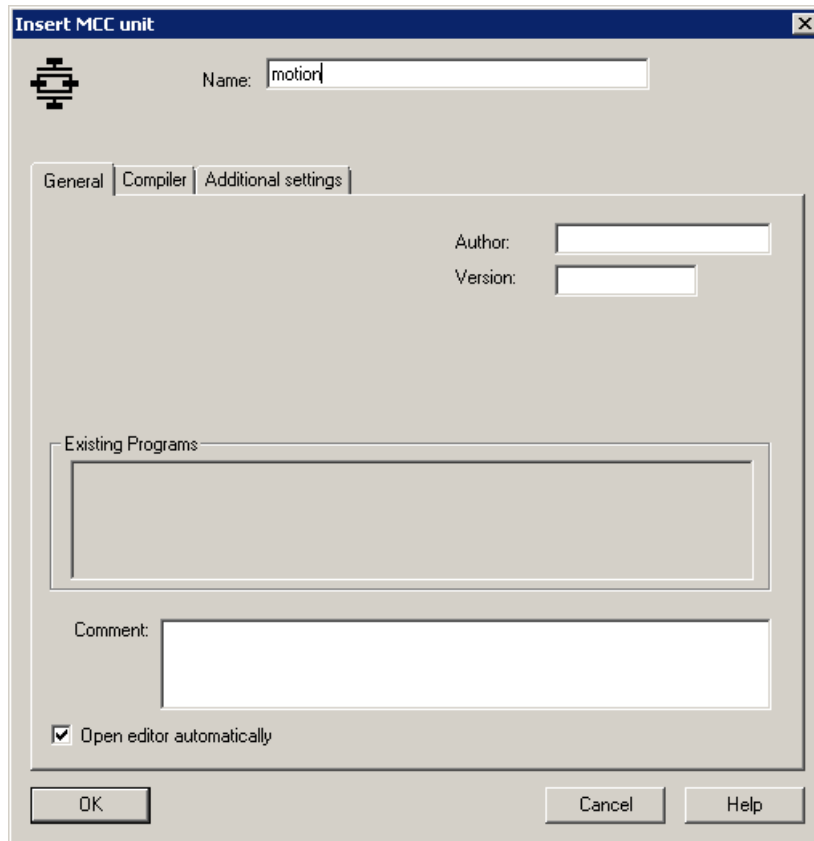 Insert MCC unit
Name: motion
General Compiler Additional settings
Author:
Version:
Existing Programs
Comment:
Open editor automatically
OK Cancel Help